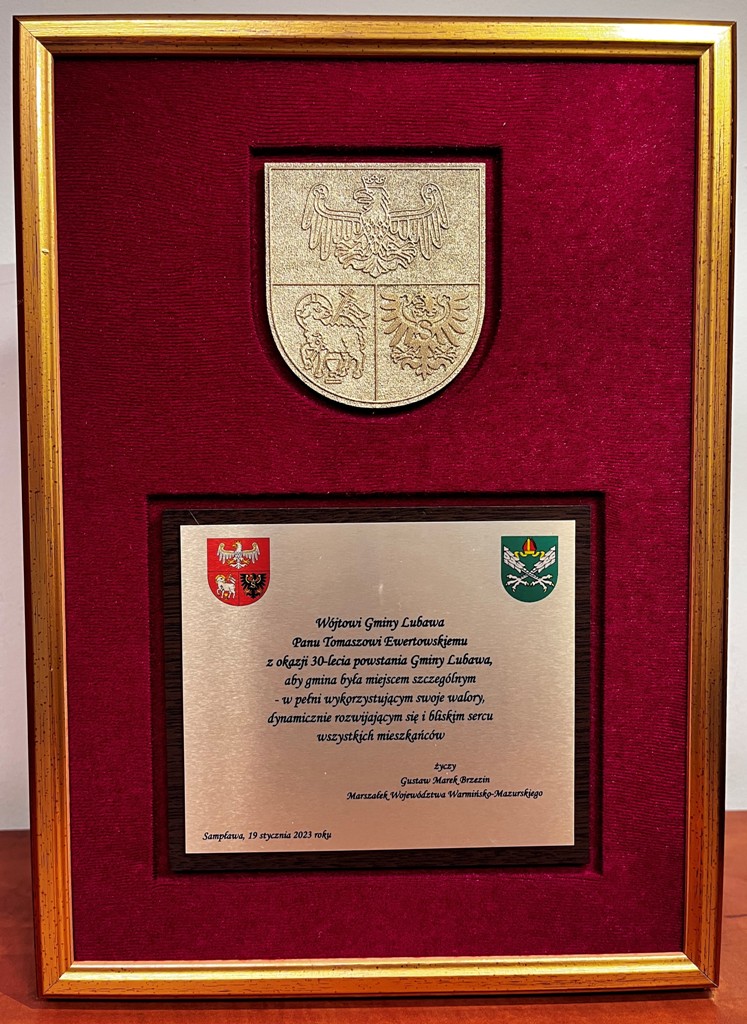 Wójtowi Gminy Lubawa
Panu Tomaszowi Ewertowskiemu
z okazji 30-lecia powstania Gminy Lubawa,
aby gmina była miejscem szczególnym
- w pełni wykorzystującym swoje walory,
dynamicznie rozwijającym się i bliskim sercu
wszystkich mieszkańców
życzy
Gustaw Marek Brzezin
Marszałek Województwa Warmińsko-Mazurskiego
Sampława, 19 stycznia 2023 roku